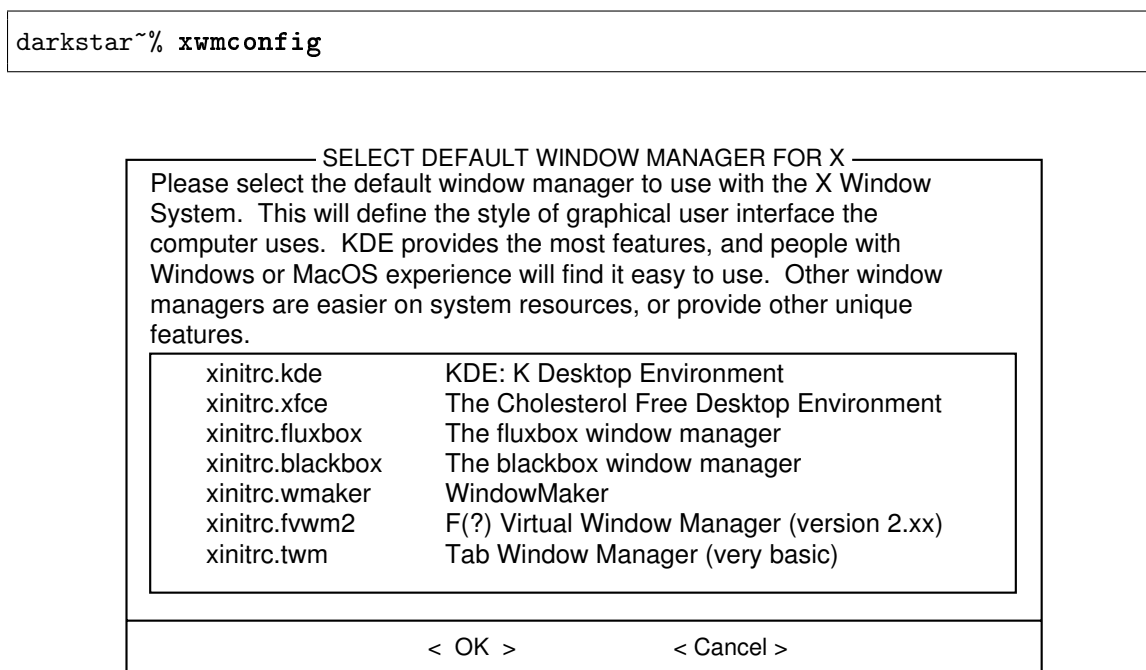 darkstar~% xwmconfig
SELECT DEFAULT WINDOW MANAGER FOR X
Please select the default window manager to use with the X Window
System.  This will define the style of graphical user interface the
computer uses.  KDE provides the most features, and people with
Windows or MacOS experience will find it easy to use.  Other window
managers are easier on system resources, or provide other unique
features.
xinitrc.kde KDE: K Desktop Environment
xinitrc.xfce The Cholesterol Free Desktop Environment
xinitrc.fluxbox The fluxbox window manager
xinitrc.blackbox The blackbox window manager
xinitrc.wmaker WindowMaker
xinitrc.fvwm2 F(?) Virtual Window Manager (version 2.xx)
xinitrc.twm Tab Window Manager (very basic)
< OK > < Cancel >